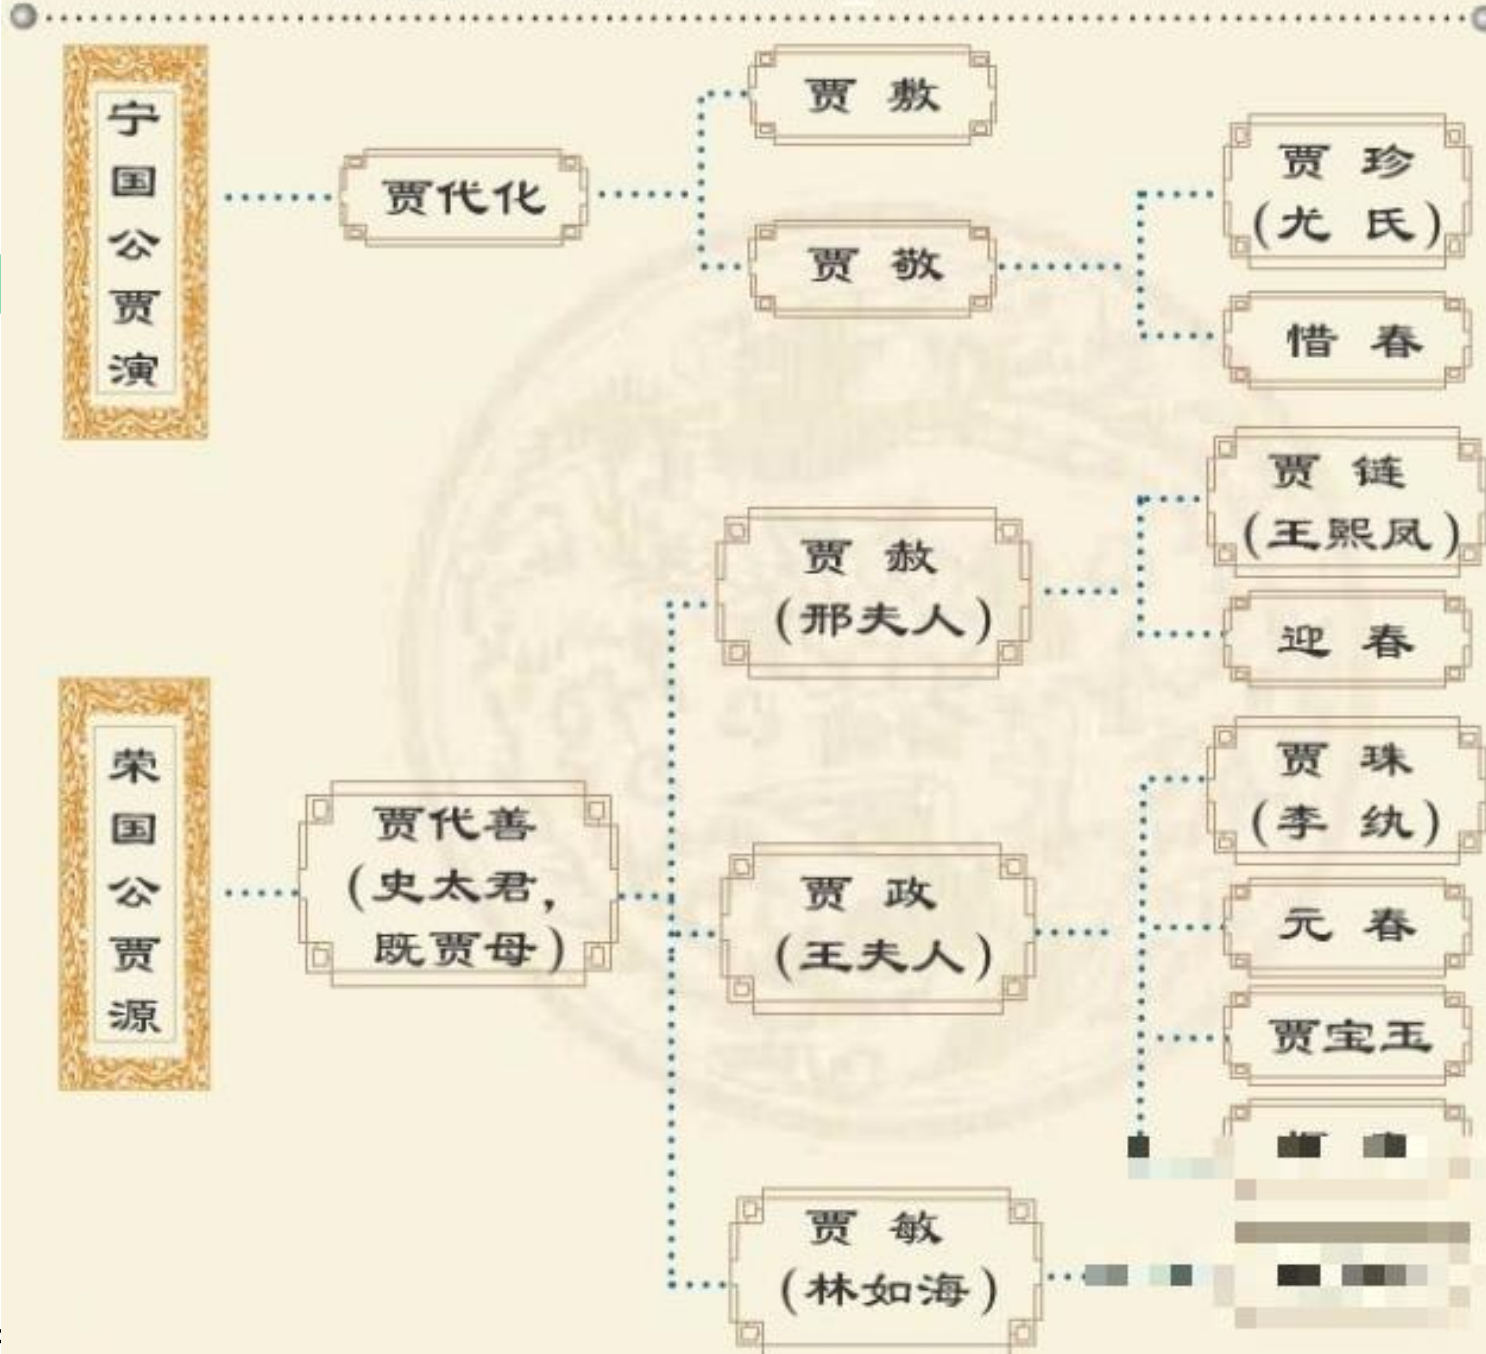 宁国公贾演
贾代化
贾 敷
贾 敬
贾 珍
(尤 氏)
惜 春
荣国公贾源
贾代善
(史太君,
既贾母)
贾 赦
(邢夫人)
贾 链
(王熙凤)
迎 春
贾 政
(王夫人)
贾 珠
(李 纨)
元 春
贾宝玉
贾 敏
(林如海)